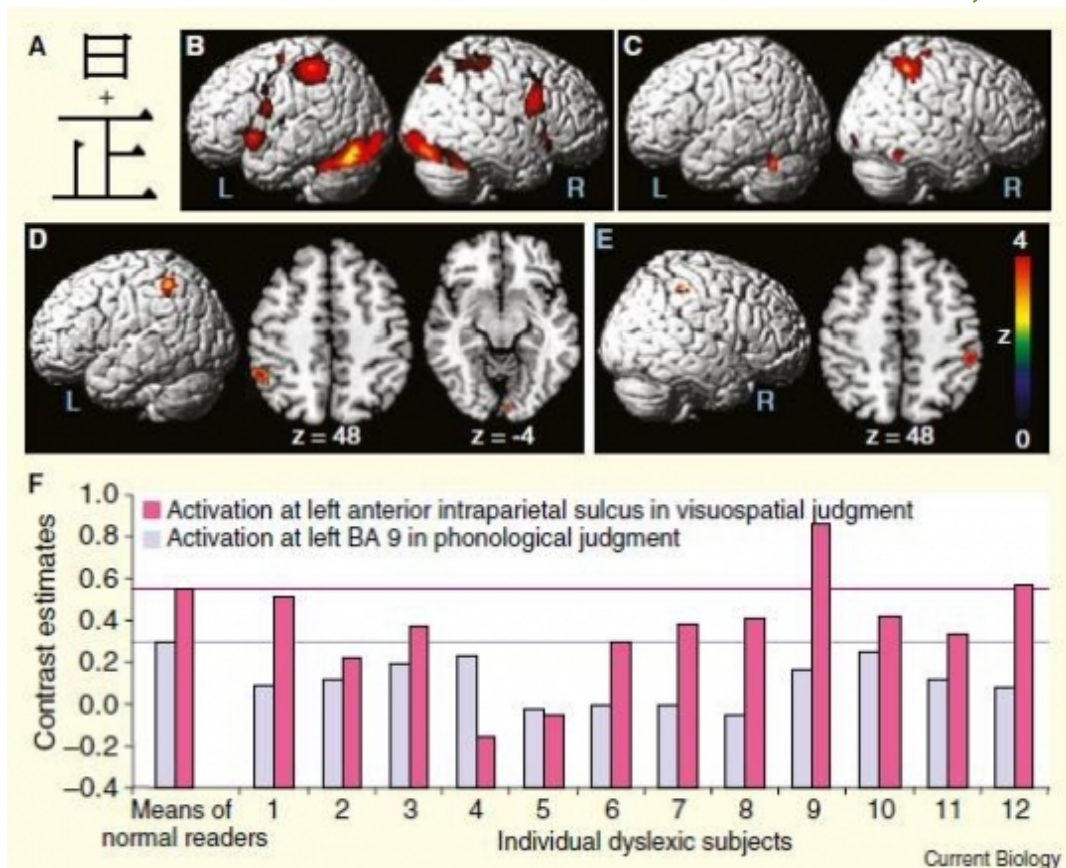 A
+
B
L
R
C
L
R
D
L
z = 48
z = -4
E
R
z = 48
4
Z
0
F
1.0
0.8
0.6
0.4
0.2
0.0
−0.2
−0.4
Contrast estimates
Activation at left anterior intraparietal sulcus in visuospatial judgment
Activation at left BA 9 in phonological judgment
Means of
normal readers
1 2 3 4 5 6 7 8 9 10 11 12
Individual dyslexic subjects
Current Biology